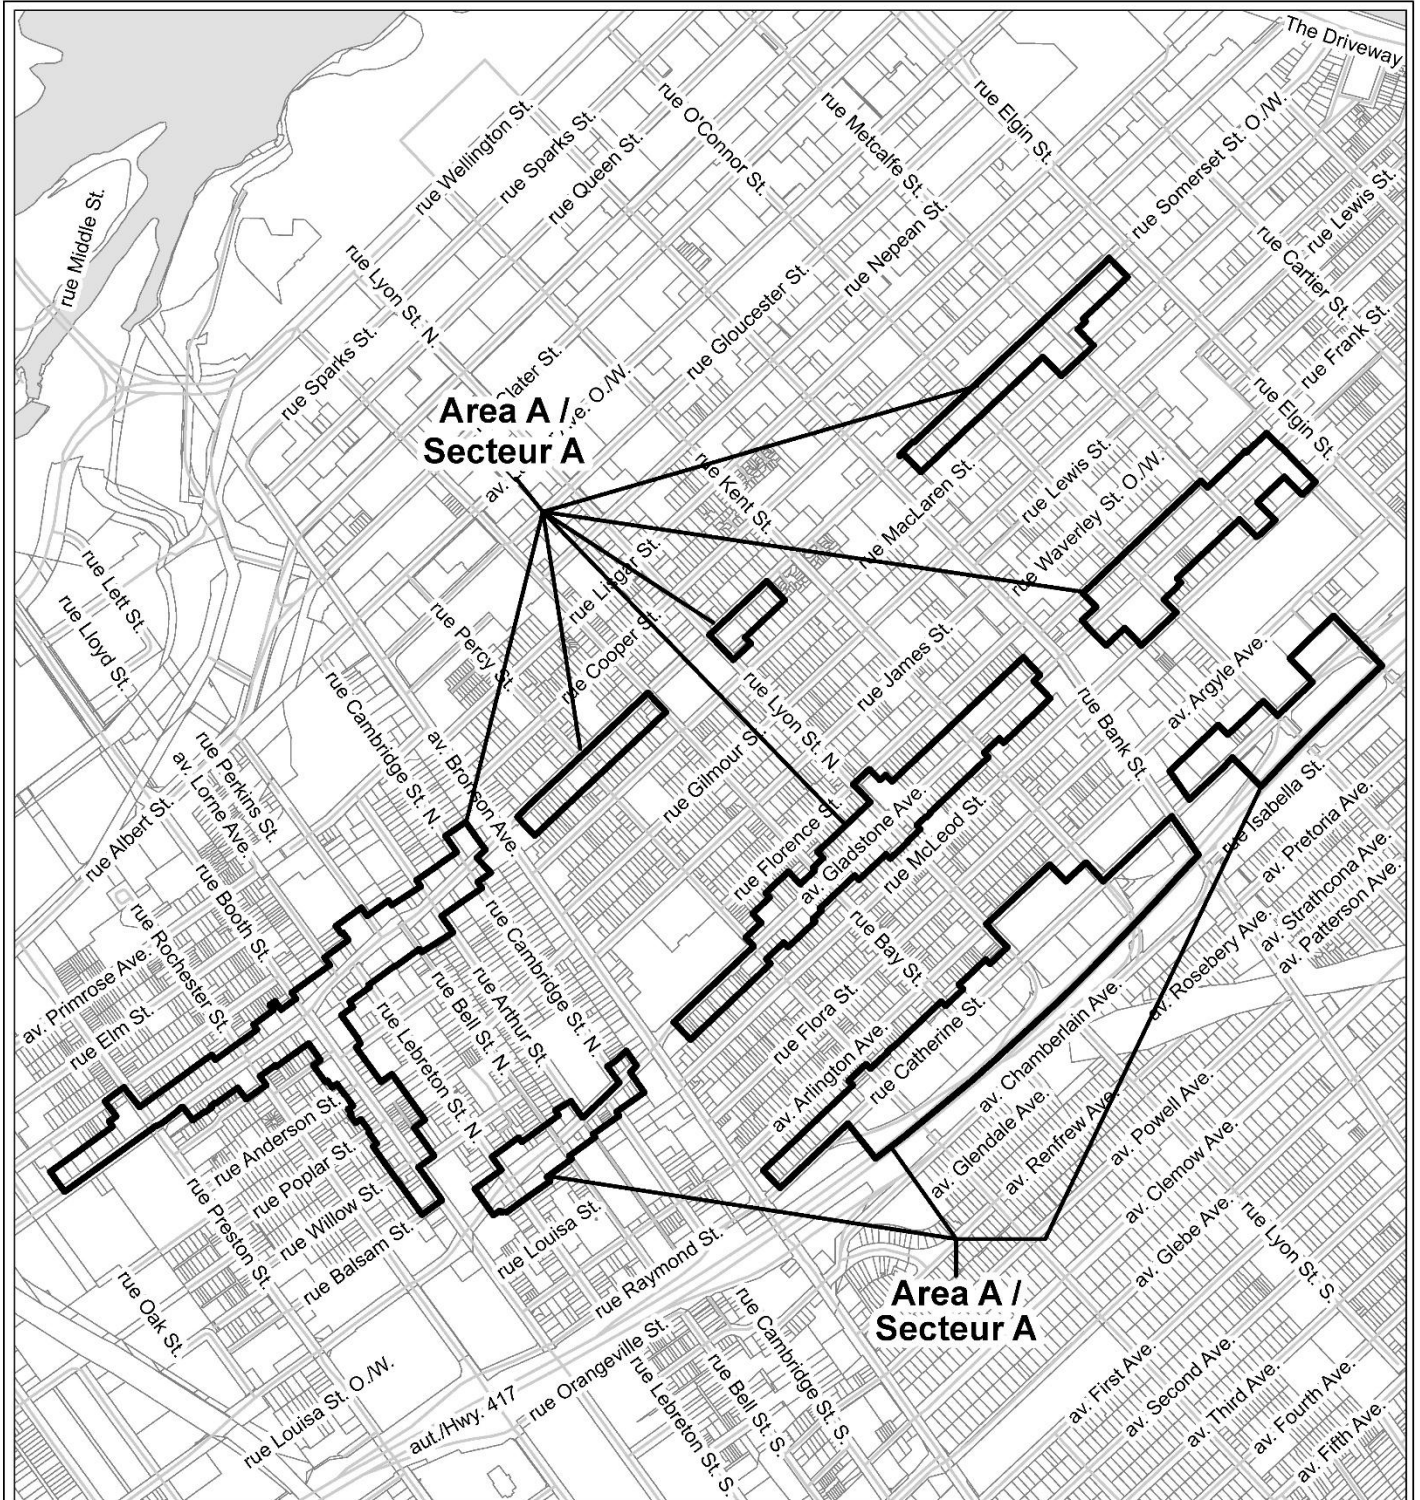 The Driveway
rue Elgin St.
rue Metcalfe St.
rue O'Connor St.
rue Wellington St.
rue Sparks St.
rue Queen St.
rue Somerset St. O./W.
rue Lewis St.
rue Cartier St.
rue Frank St.
rue Middle St.
rue Lyon St. N.
rue Nepean St.
rue Gloucester St.
rue Sparks St.
Slater St.
ve. O./W.
av.
Area A /
Secteur A
rue Elgin St.
rue Kent St.
rue MacLaren St.
rue Lewis St.
rue Waverley St. O./W.
rue Lisgar St.
rue Cooper St.
rue Percy St.
rue Lett St.
rue Lloyd St.
rue James St.
rue Lyon St. N.
rue Gilmour St.
av. Argyle Ave.
rue Bank St.
rue Cambridge St. N.
av. Bronson Ave.
rue Perkins St.
av. Lorne Ave.
rue Albert St.
rue Booth St.
rue Rochester St.
av. Primrose Ave.
rue Elm St.
rue Florence St.
av. Gladstone Ave.
rue McLeod St.
rue Isabella St.
av. Pretoria Ave.
av. Strathcona Ave.
av. Patterson Ave.
av. Rosebery Ave.
rue Cambridge St. N.
rue Arthur St.
rue Bell St. N.
rue Lebreton St. N.
rue Bay St.
rue Flora St.
av. Arlington Ave.
rue Catherine St.
av. Chamberlain Ave.
av. Glendale Ave.
av. Renfrew Ave.
av. Powell Ave.
av. Clemow Ave.
av. Glebe Ave.
rue Lyon St. S.
rue Anderson St.
rue Poplar St.
rue Willow St.
rue Balsam St.
rue Preston St.
rue Oak St.
rue Louisa St.
rue Raymond St.
Area A /
Secteur A
rue Cambridge St. S.
rue Orangeville St.
rue Lebreton St. S.
rue Bell St. S.
rue Louisa St. O./W.
aut./Hwy. 417
av. First Ave.
av. Second Ave.
av. Third Ave.
av. Fourth Ave.
av. Fifth Ave.